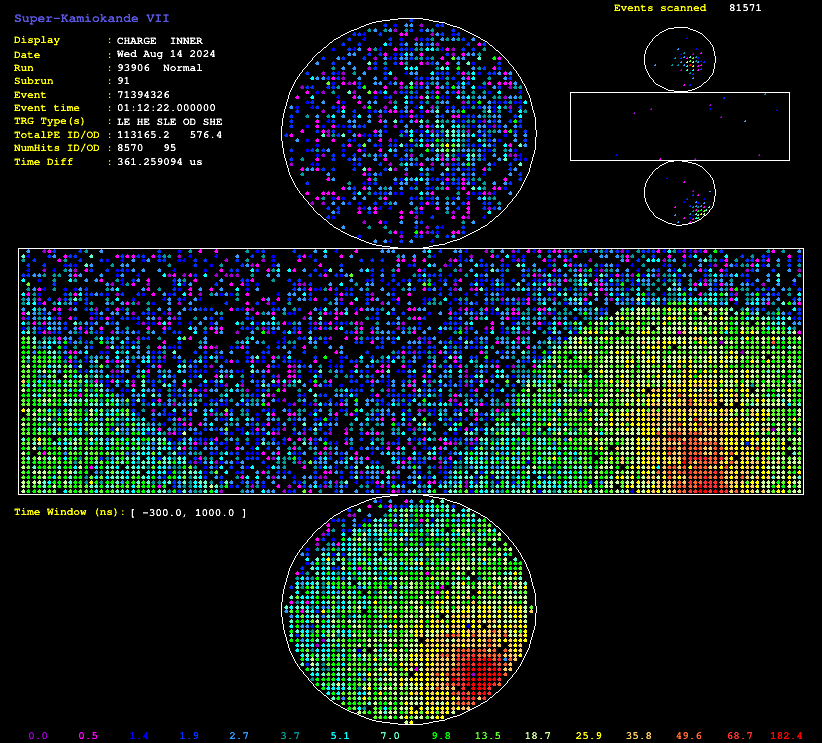 Super-Kamiokande VII
Events scanned 81571
Display : CHARGE INNER
Date : Wed Aug 14 2024
Run : 93906 Normal
Subrun : 91
Event : 71394326
Event time : 01:12:22.000000
TRG Type(s) : LE HE SLE OD SHE
TotalPE ID/OD : 113165.2 576.4
NumHits ID/OD : 8570 95
Time Diff : 361.259094 us
Time Window (ns): [ -300.0, 1000.0 ]
0.0 0.5 1.4 1.9 2.7 3.7 5.1 7.0 9.8 13.5 18.7 25.9 35.8 49.6 68.7 182.4